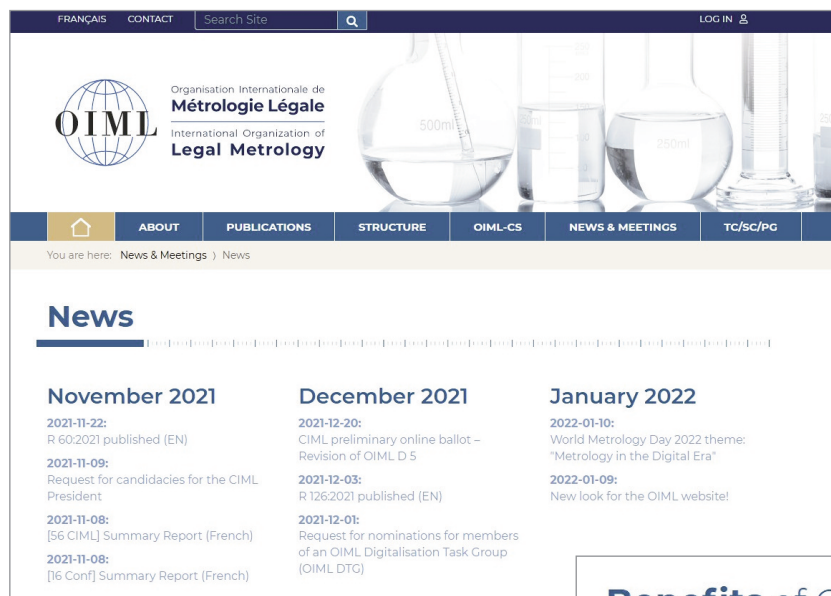 FRANÇAIS CONTACT Search Site LOG IN
Organisation Internationale de
Métrologie Légale
OIML
International Organization of
Legal Metrology
500ml
250ml
ABOUT PUBLICATIONS STRUCTURE OIML-CS NEWS & MEETINGS TC/SC/PG
You are here: News & Meetings ⟩ News
News
November 2021
2021-11-22:
R 60:2021 published (EN)
2021-11-09:
Request for candidacies for the CIML
President
2021-11-08:
[56 CIML] Summary Report (French)
2021-11-08:
[16 Conf] Summary Report (French)
December 2021
2021-12-20:
CIML preliminary online ballot –
Revision of OIML D 5
2021-12-03:
R 126:2021 published (EN)
2021-12-01:
Request for nominations for members
of an OIML Digitalisation Task Group
(OIML DTG)
January 2022
2022-01-10:
World Metrology Day 2022 theme:
"Metrology in the Digital Era"
2022-01-09:
New look for the OIML website!
Benefits of